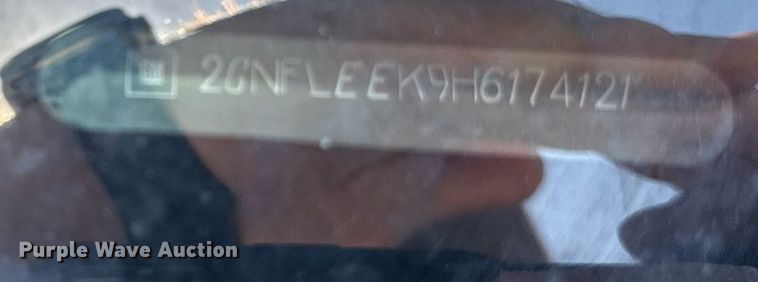 2GNFLEEK9H6174121
Purple Wave Auction